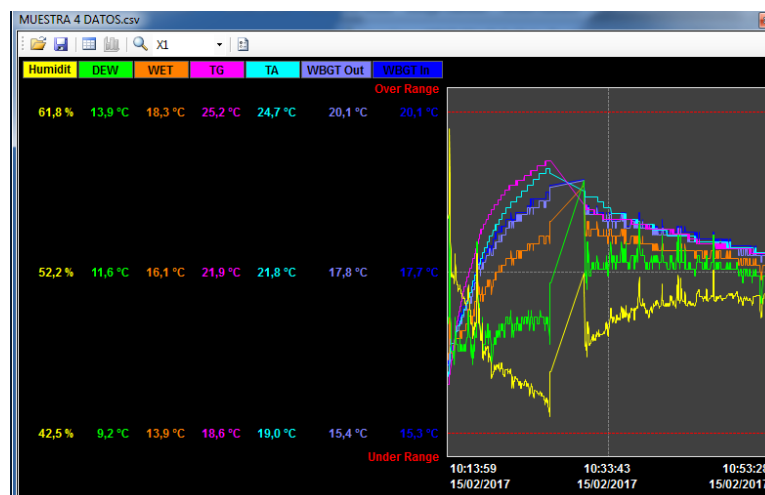 MUESTRA 4 DATOS.csv
X1
Humidit DEW WET TG TA WBGT Out WBGT In
Over Range
61,8 % 13,9 °C 18,3 °C 25,2 °C 24,7 °C 20,1 °C 20,1 °C
52,2 % 11,6 °C 16,1 °C 21,9 °C 21,8 °C 17,8 °C 17,7 °C
42,5 % 9,2 °C 13,9 °C 18,6 °C 19,0 °C 15,4 °C 15,3 °C
Under Range
10:13:59 10:33:43 10:53:28
15/02/2017 15/02/2017 15/02/2017